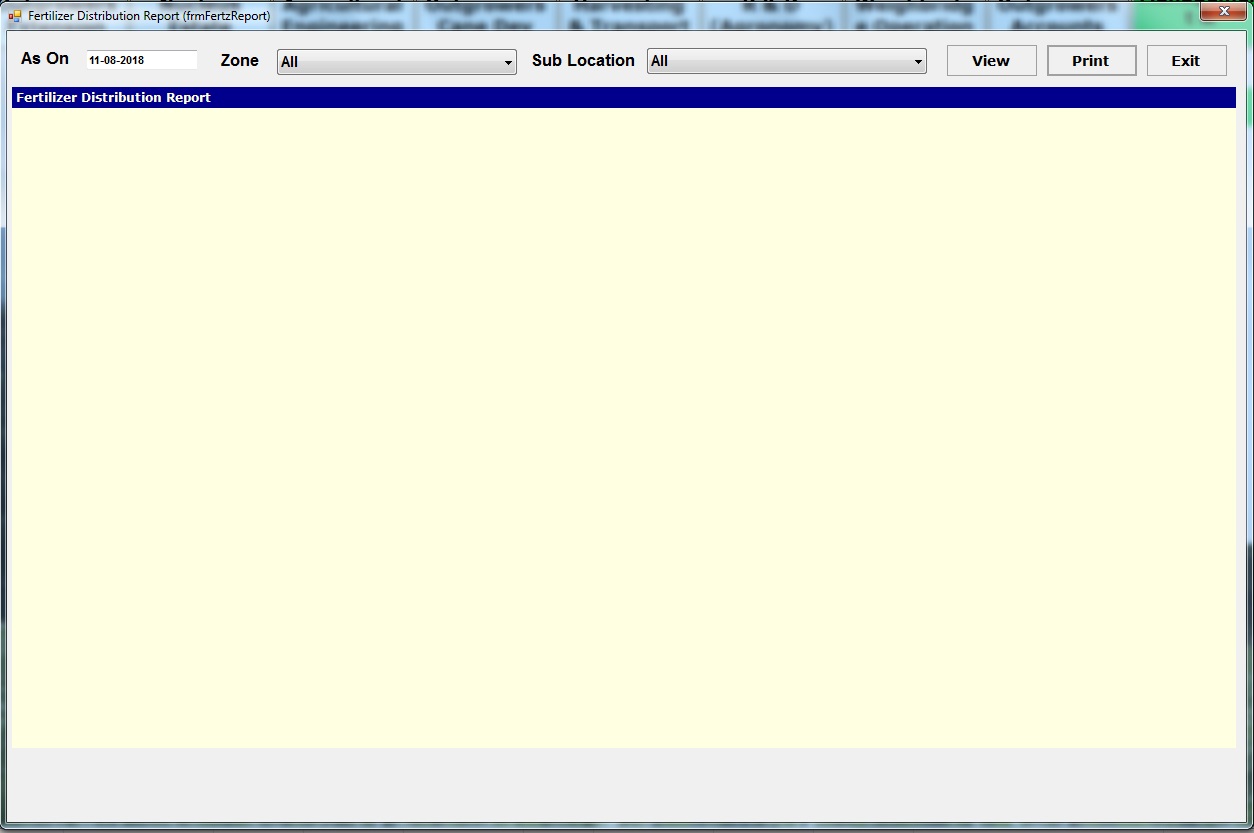 Fertilizer Distribution Report (frmFertzReport)
As On 11-08-2018 Zone All Sub Location All View Print Exit
Fertilizer Distribution Report